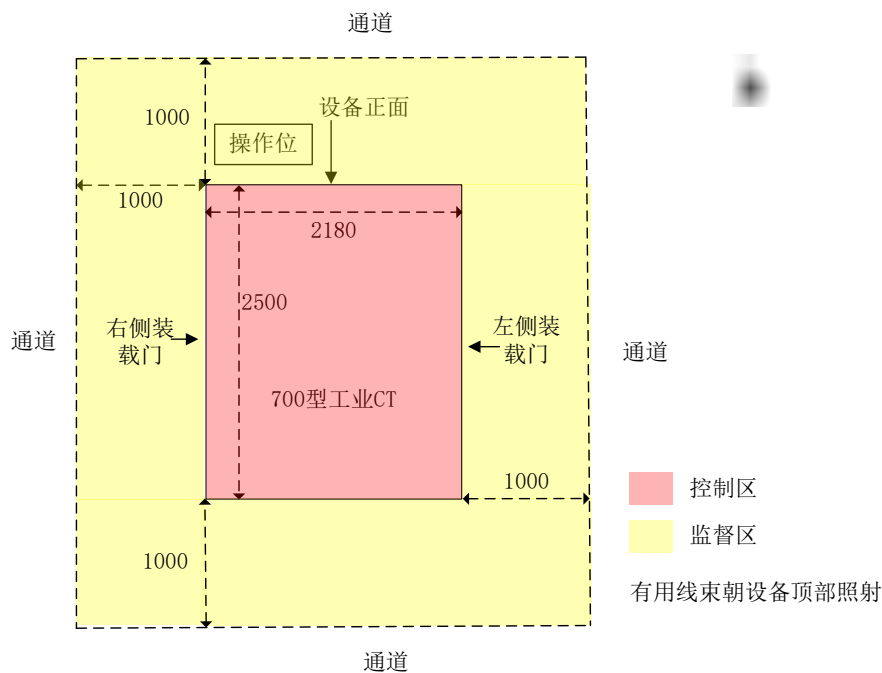 通道
1000
设备正面
操作位
1000
2180
2500
右侧装
载门
左侧装
载门
通道
通道
700型工业CT
1000
控制区
1000
监督区
有用线束朝设备顶部照射
通道